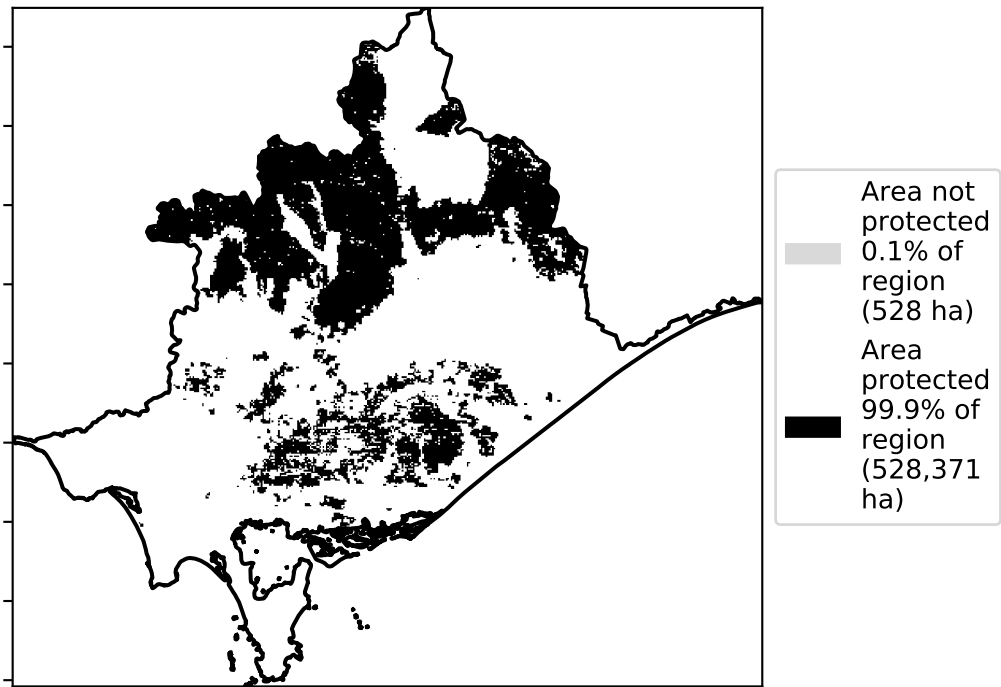 Area not
protected
0.1% of
region
(528 ha)
Area
protected
99.9% of
region
(528,371
ha)